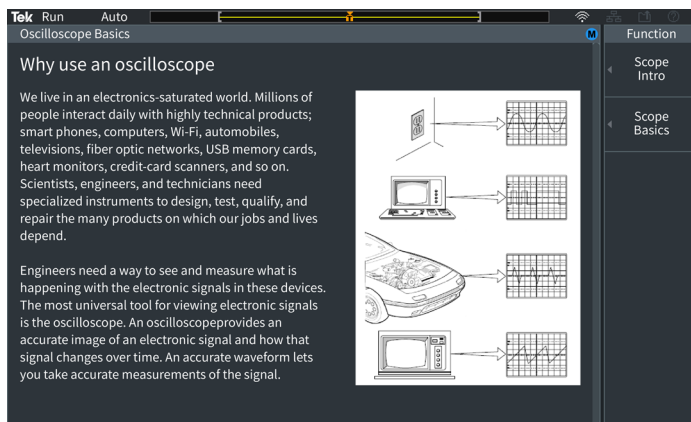 Tek Run Auto
T
Oscilloscope Basics
M
Function
Why use an oscilloscope
We live in an electronics-saturated world. Millions of
people interact daily with highly technical products;
smart phones, computers, Wi-Fi, automobiles,
televisions, fiber optic networks, USB memory cards,
heart monitors, credit-card scanners, and so on.
Scientists, engineers, and technicians need
specialized instruments to design, test, qualify, and
repair the many products on which our jobs and lives
depend.
Engineers need a way to see and measure what is
happening with the electronic signals in these devices.
The most universal tool for viewing electronic signals
is the oscilloscope. An oscilloscopeprovides an
accurate image of an electronic signal and how that
signal changes over time. An accurate waveform lets
you take accurate measurements of the signal.
Scope
Intro
Scope
Basics